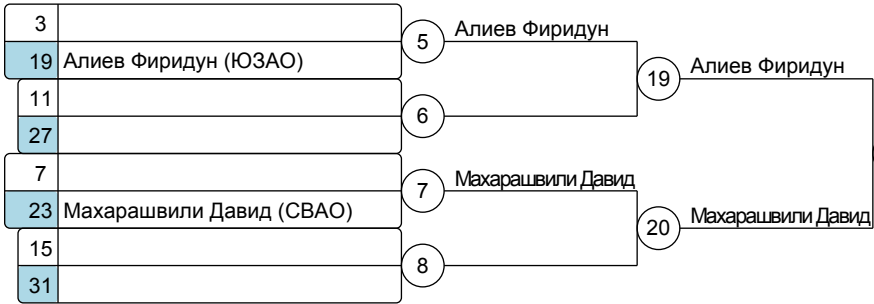 3
19 Алиев Фиридун (ЮЗАО)
5 Алиев Фиридун
11
27
6
19 Алиев Фиридун
7
23 Махарашвили Давид (СВАО)
7 Махарашвили Давид
15
31
8
20 Махарашвили Давид